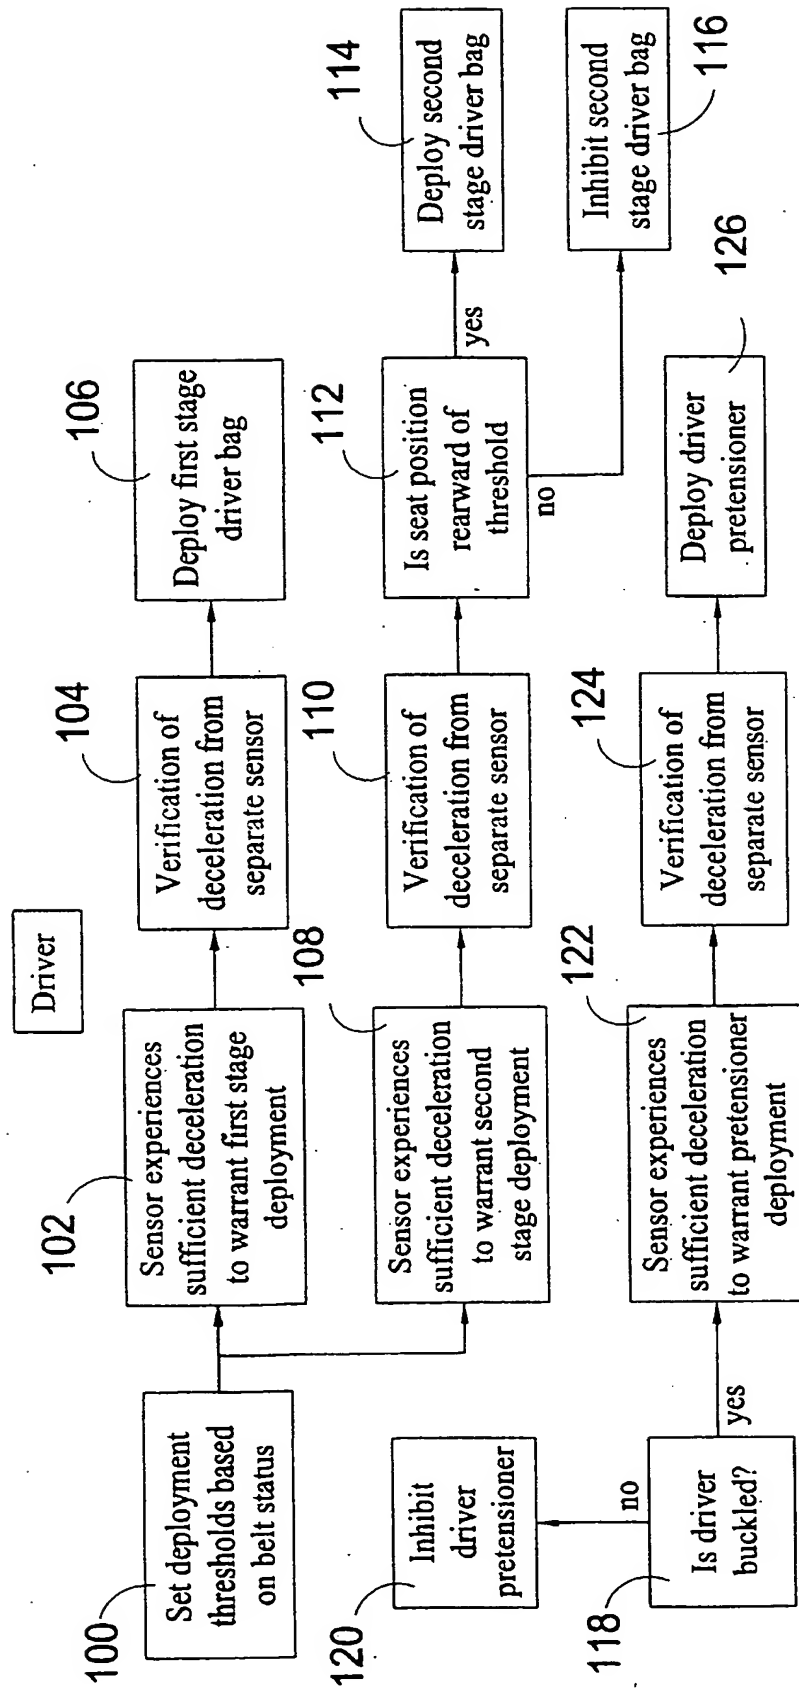 Driver
100
Set deployment
thresholds based
on belt status
102
Sensor experiences
sufficient deceleration
to warrant first stage
deployment
104
Verification of
deceleration from
separate sensor
106
Deploy first stage
driver bag
108
Sensor experiences
sufficient deceleration
to warrant second
stage deployment
110
Verification of
deceleration from
separate sensor
112
Is seat position
rearward of
threshold
yes
no
114
Deploy second
stage driver bag
116
Inhibit second
stage driver bag
118
Is driver
buckled?
no
yes
120
Inhibit
driver
pretensioner
122
Sensor experiences
sufficient deceleration
to warrant pretensioner
deployment
124
Verification of
deceleration from
separate sensor
126
Deploy driver
pretensioner